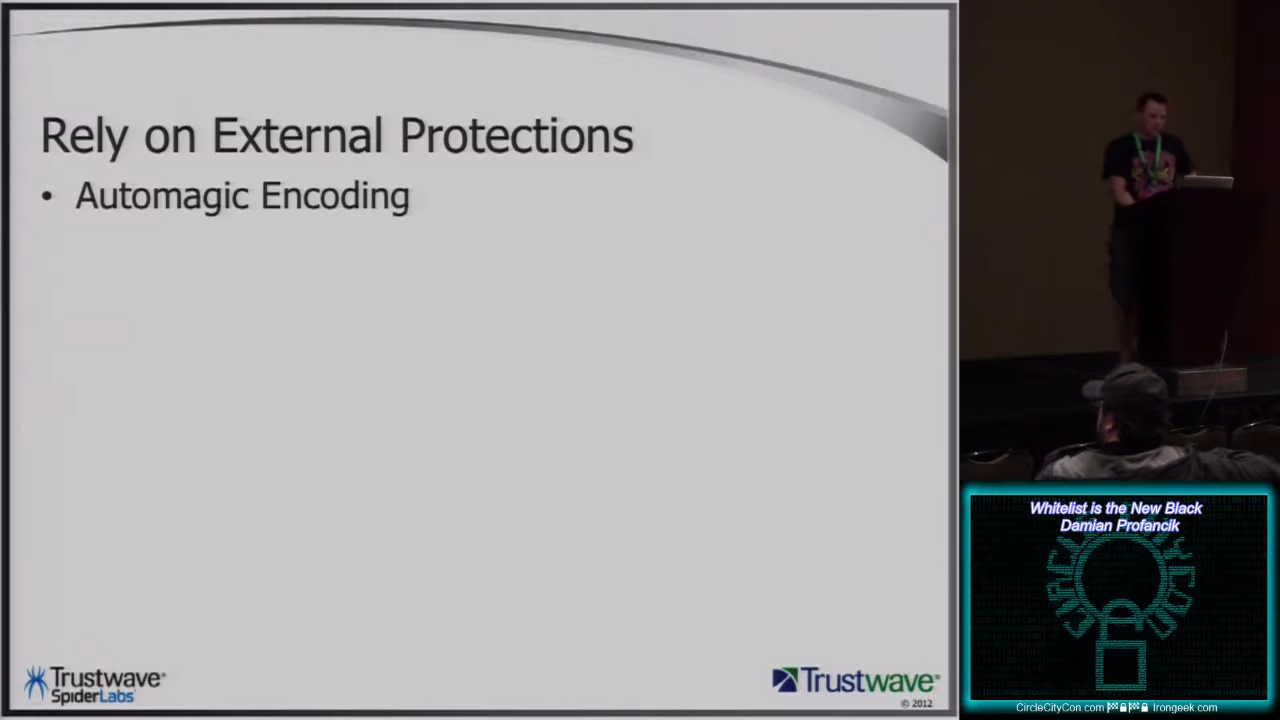 Rely on External Protections
• Automagic Encoding
Trustwave®
SpiderLabs®
Trustwave®
© 2012
Whitelist is the New Black
Damian Profancik
CircleCityCon.com
Irongeek.com